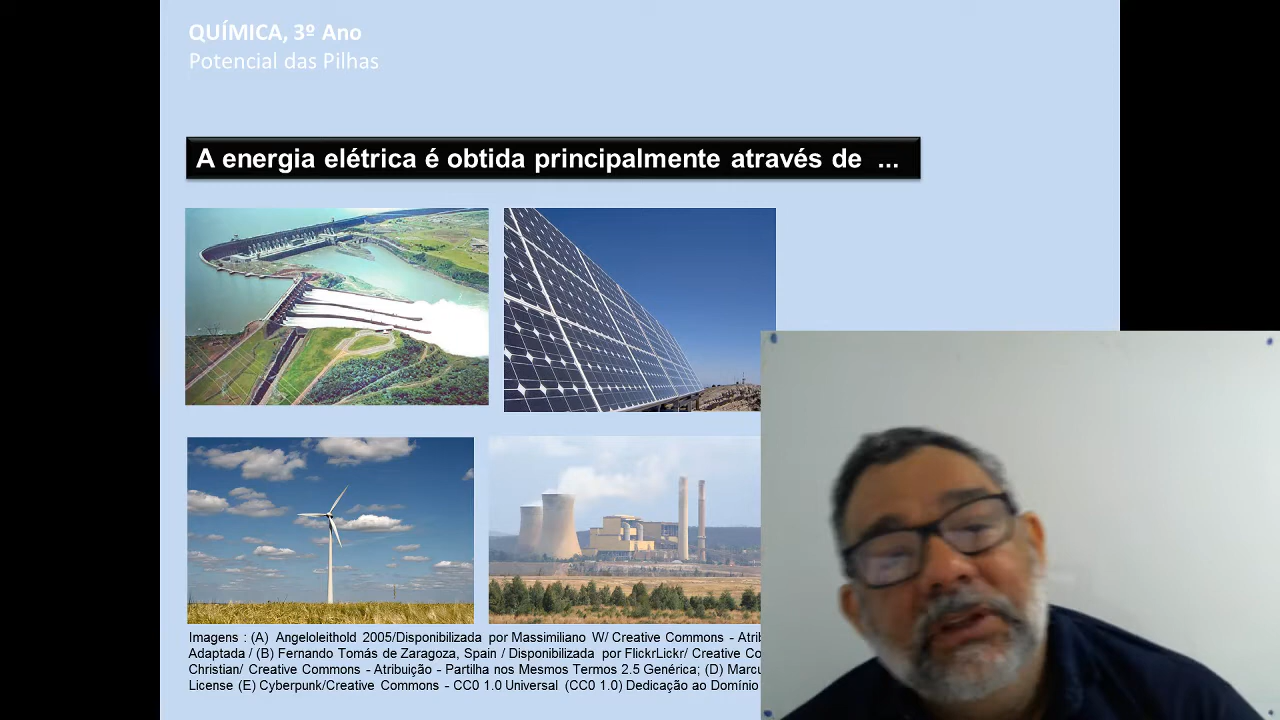 QUÍMICA, 3º Ano
Potencial das Pilhas
A energia elétrica é obtida principalmente através de ...
Imagens : (A) Angeloleithold 2005/Disponibilizada por Massimiliano W/ Creative Commons - Atrib
Adaptada / (B) Fernando Tomás de Zaragoza, Spain / Disponibilizada por FlickrLickr/ Creative Co
Christian/ Creative Commons - Atribuição - Partilha nos Mesmos Termos 2.5 Genérica; (D) Marcu
License (E) Cyberpunk/Creative Commons - CC0 1.0 Universal (CC0 1.0) Dedicação ao Domínio